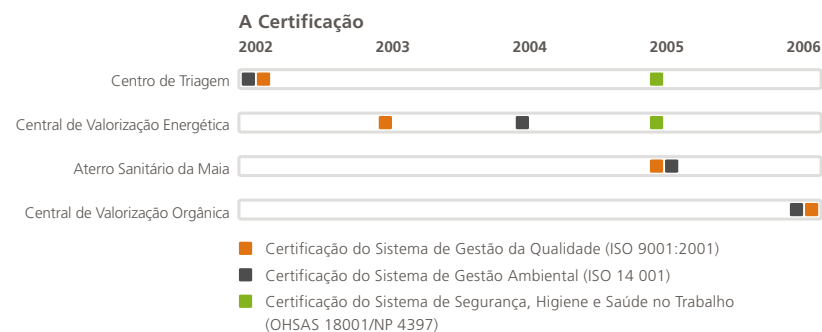 A Certificação
2002 2003 2004 2005 2006
Centro de Triagem
Central de Valorização Energética
Aterro Sanitário da Maia
Central de Valorização Orgânica
Certificação do Sistema de Gestão da Qualidade (ISO 9001:2001)
Certificação do Sistema de Gestão Ambiental (ISO 14 001)
Certificação do Sistema de Segurança, Higiene e Saúde no Trabalho
(OHSAS 18001/NP 4397)